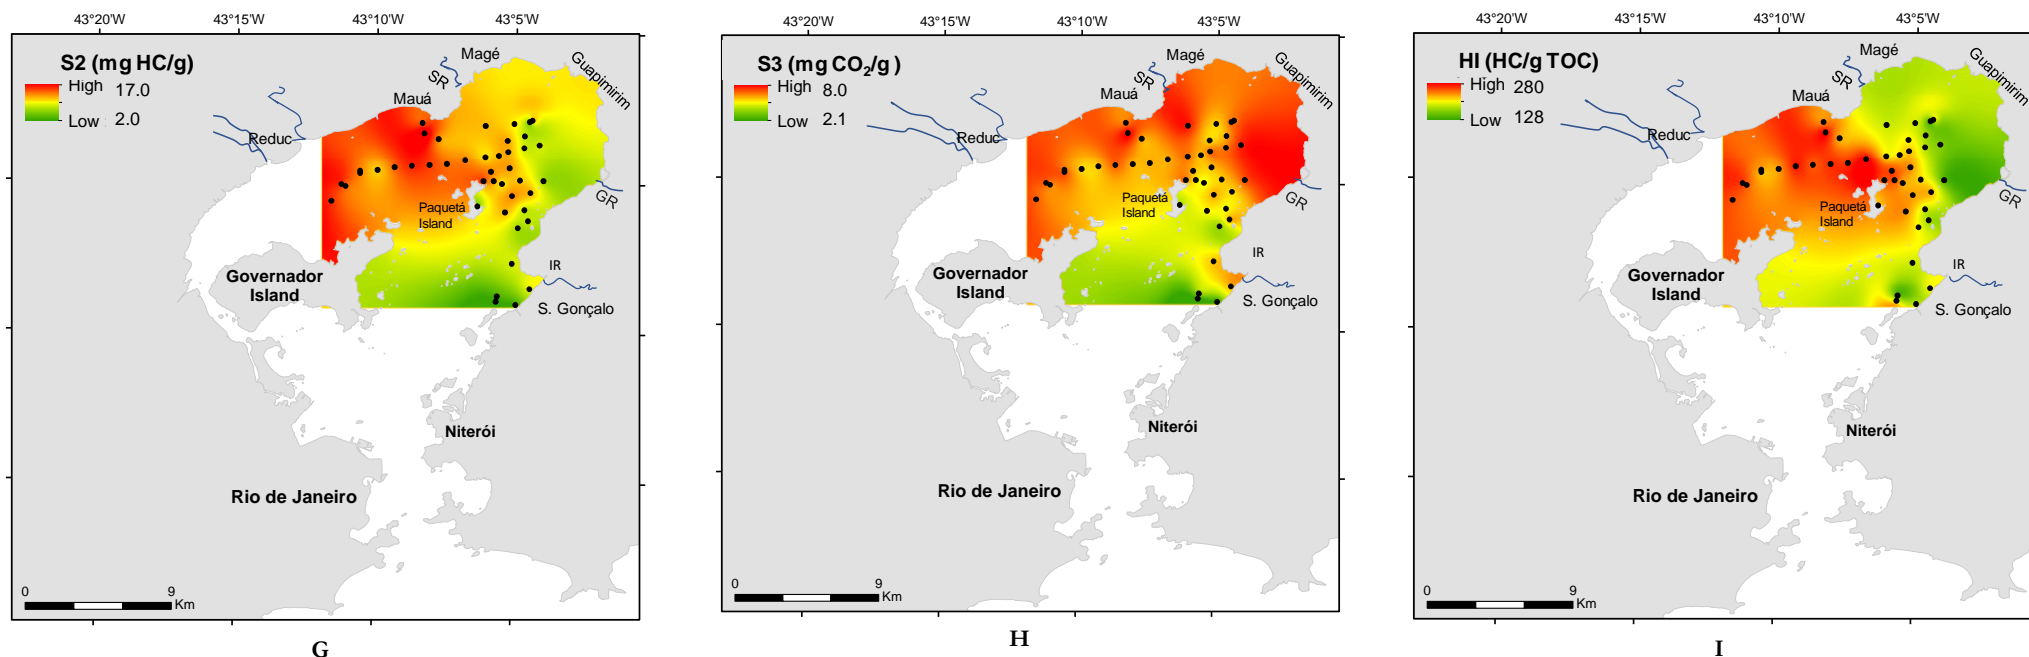 43°20'W 43°15'W 43°10'W 43°5'W
S2 (mg HC/g)
High 17.0
Low 2.0
Magé
Guapimirim
SR
Mauá
Reduc
GR
Paquetá
Island
IR
Governador
Island
S. Gonçalo
Niterói
Rio de Janeiro
0 9
Km
G
43°20'W 43°15'W 43°10'W 43°5'W
S3 (mg CO₂/g )
High 8.0
Low 2.1
Magé
Guapimirim
SR
Mauá
Reduc
GR
Paquetá
Island
IR
Governador
Island
S. Gonçalo
Niterói
Rio de Janeiro
0 9
Km
H
43°20'W 43°15'W 43°10'W 43°5'W
HI (HC/g TOC)
High 280
Low 128
Magé
Guapimirim
SR
Mauá
Reduc
GR
Paquetá
Island
IR
Governador
Island
S. Gonçalo
Niterói
Rio de Janeiro
0 9
Km
I